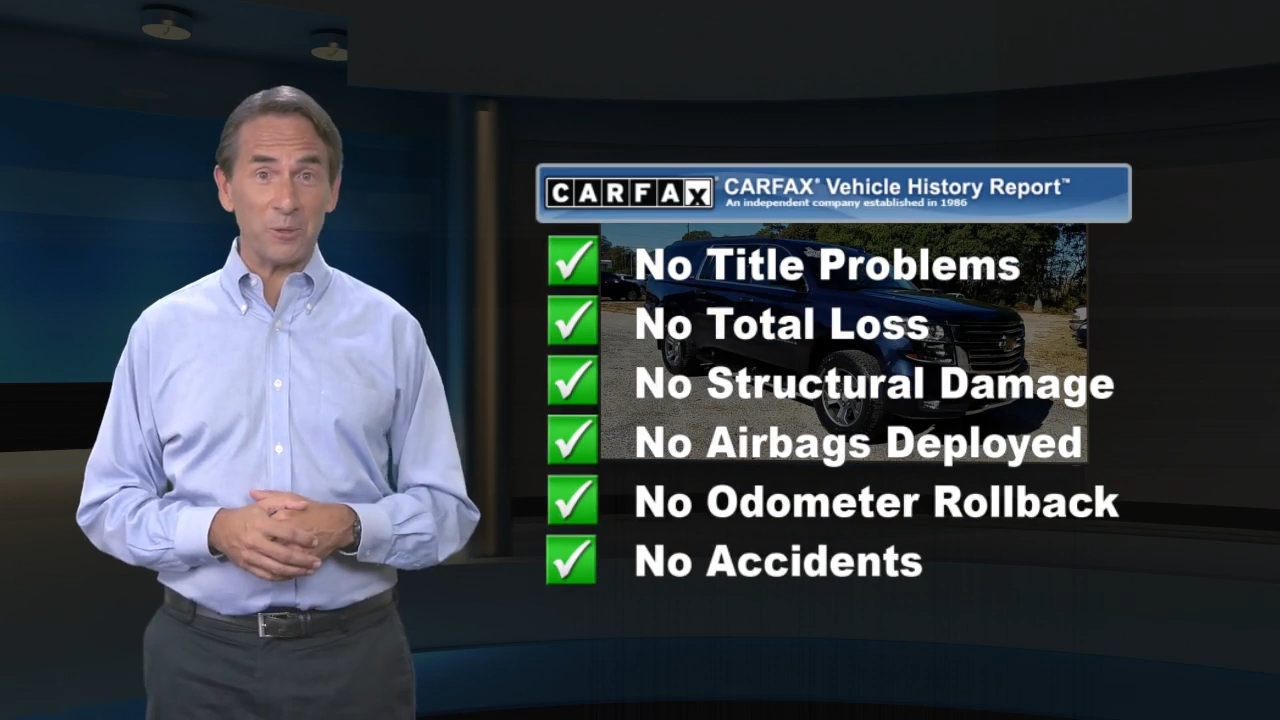 CARFAX CARFAX® Vehicle History Report™
An independent company established in 1986
No Title Problems
No Total Loss
No Structural Damage
No Airbags Deployed
No Odometer Rollback
No Accidents